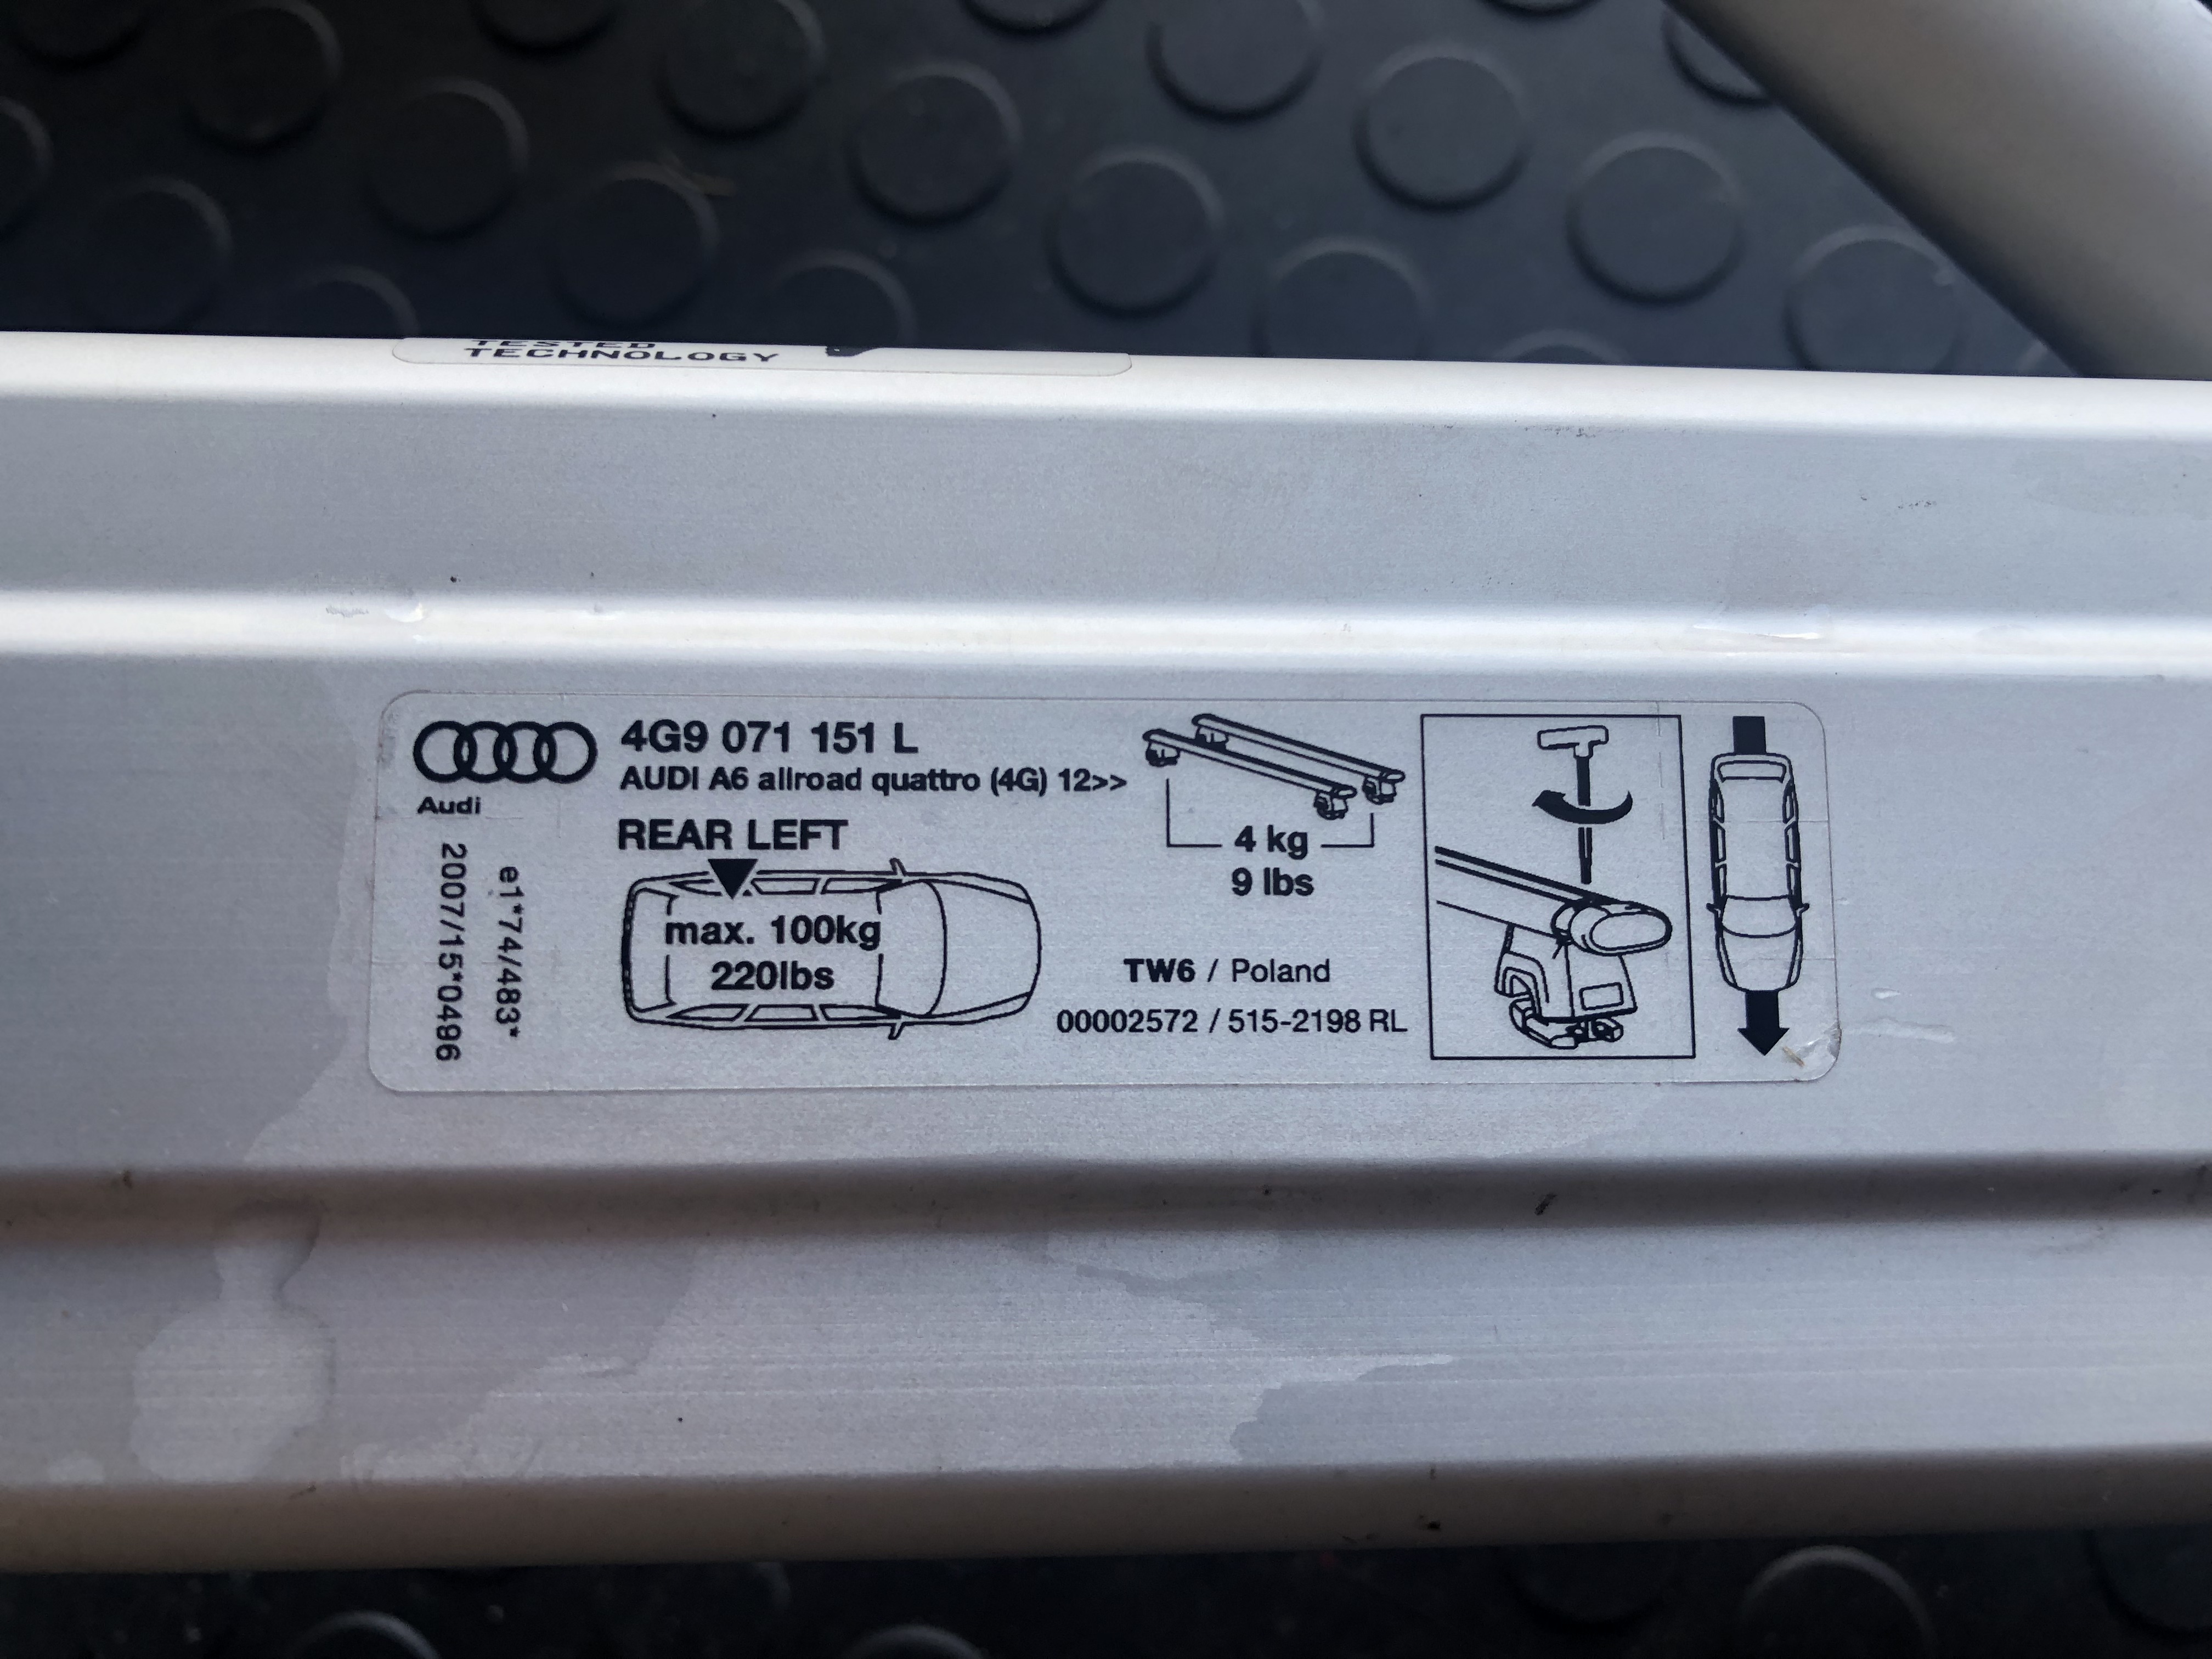 TESTED
TECHNOLOGY
4G9 071 151 L
AUDI A6 allroad quattro (4G) 12>>
Audi
REAR LEFT
max. 100kg
220lbs
4 kg
9 lbs
TW6 / Poland
00002572 / 515-2198 RL
e1*74/483*
2007/15*0496